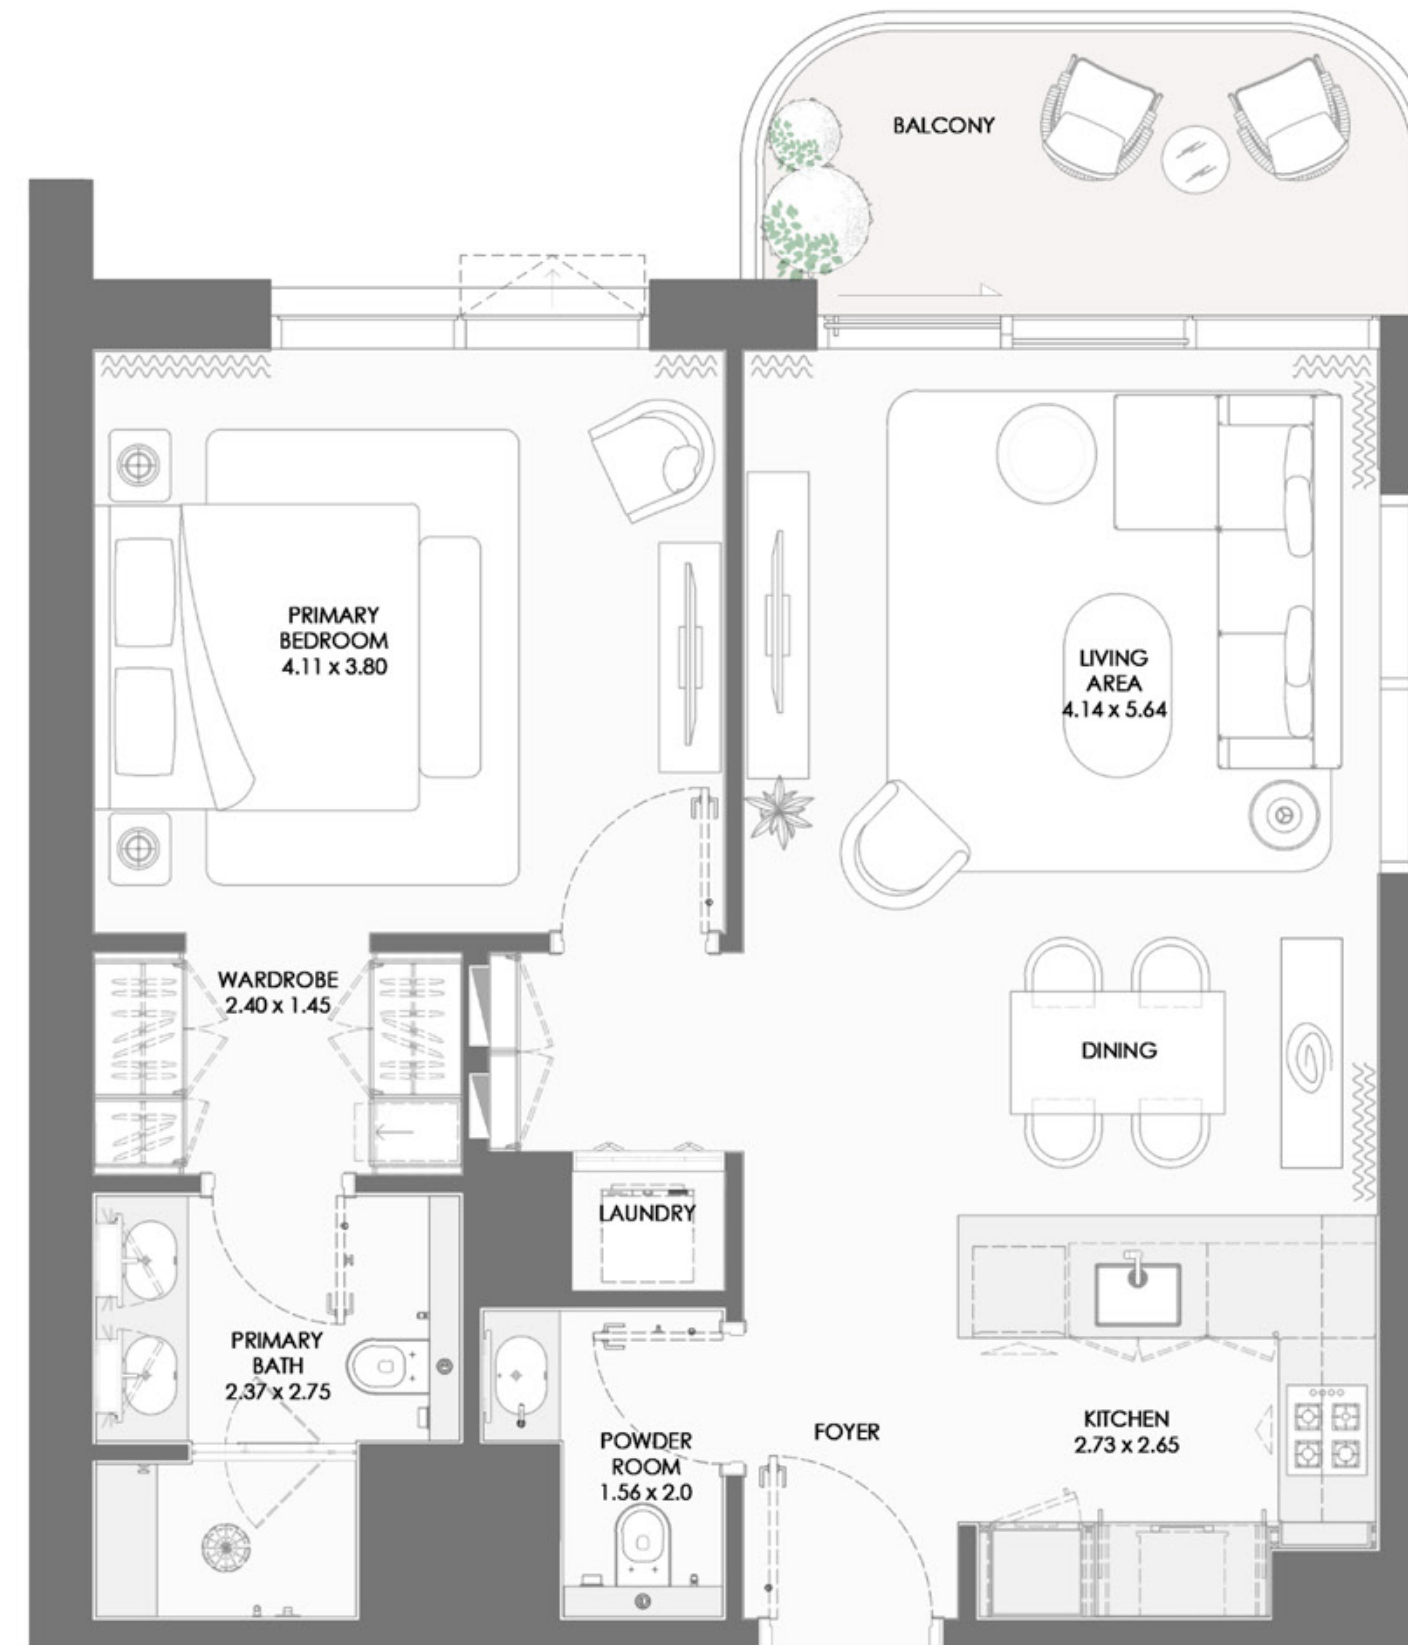 BALCONY
PRIMARY
BEDROOM
4.11 x 3.80
LIVING
AREA
4.14 x 5.64
WARDROBE
2.40 x 1.45
DINING
LAUNDRY
PRIMARY
BATH
2.37 x 2.75
POWDER
ROOM
1.56 x 2.0
FOYER
KITCHEN
2.73 x 2.65